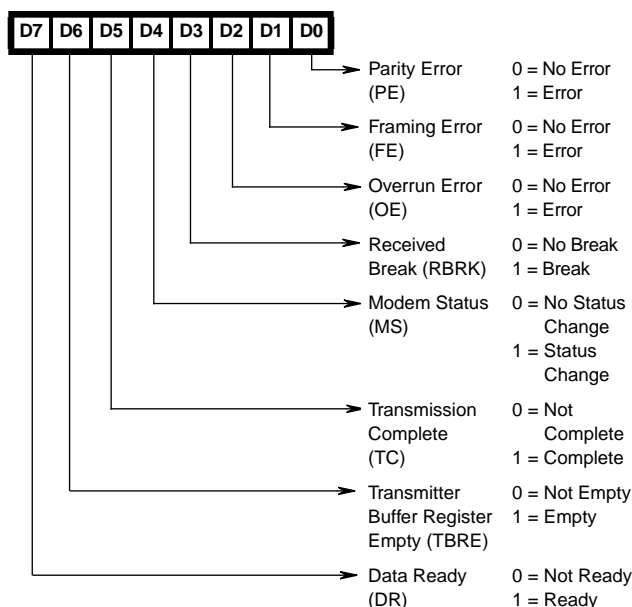 D7 D6 D5 D4 D3 D2 D1 D0
Parity Error 0 = No Error
(PE) 1 = Error
Framing Error 0 = No Error
(FE) 1 = Error
Overrun Error 0 = No Error
(OE) 1 = Error
Received 0 = No Break
Break (RBRK) 1 = Break
Modem Status 0 = No Status
(MS) Change
1 = Status
Change
Transmission 0 = Not
Complete Complete
(TC) 1 = Complete
Transmitter 0 = Not Empty
Buffer Register 1 = Empty
Empty (TBRE)
Data Ready 0 = Not Ready
(DR) 1 = Ready